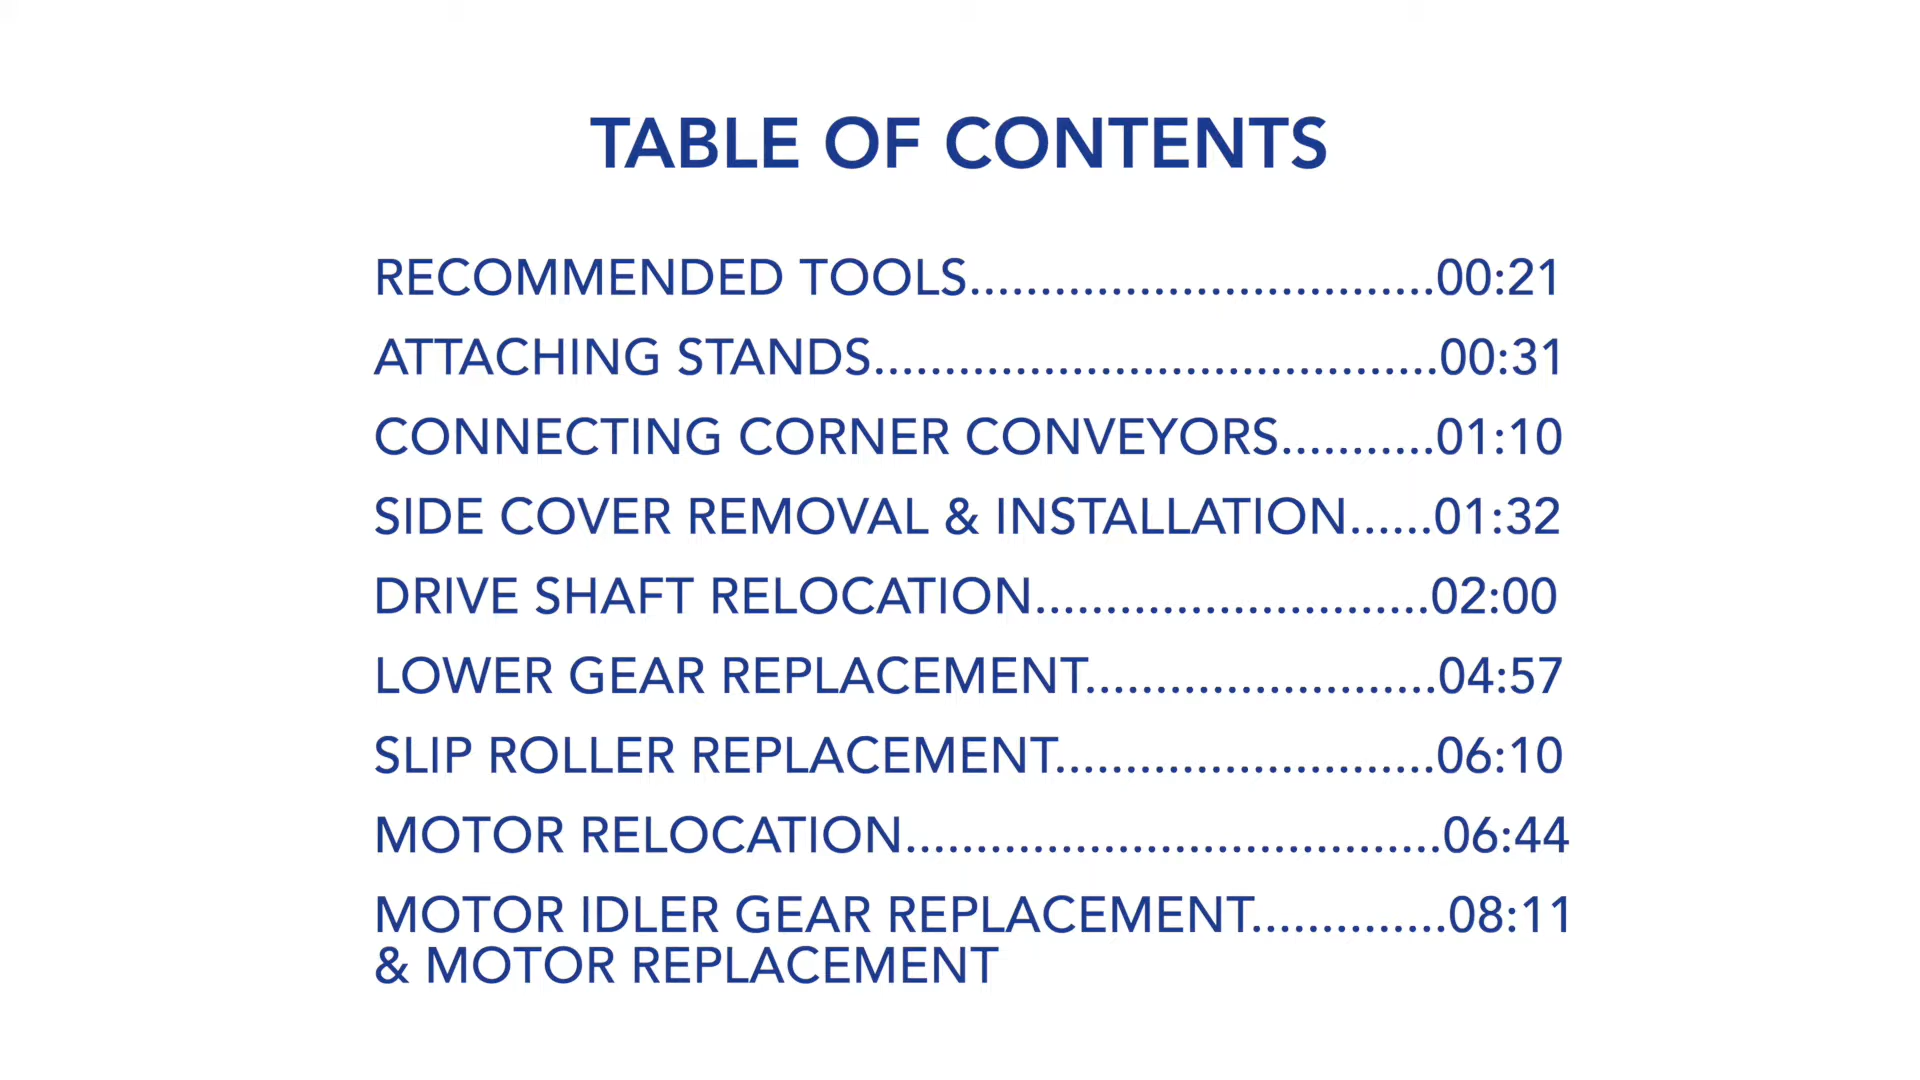 TABLE OF CONTENTS
RECOMMENDED TOOLS.................................00:21
ATTACHING STANDS........................................00:31
CONNECTING CORNER CONVEYORS...........01:10
SIDE COVER REMOVAL & INSTALLATION......01:32
DRIVE SHAFT RELOCATION............................02:00
LOWER GEAR REPLACEMENT.........................04:57
SLIP ROLLER REPLACEMENT...........................06:10
MOTOR RELOCATION......................................06:44
MOTOR IDLER GEAR REPLACEMENT..............08:11
& MOTOR REPLACEMENT